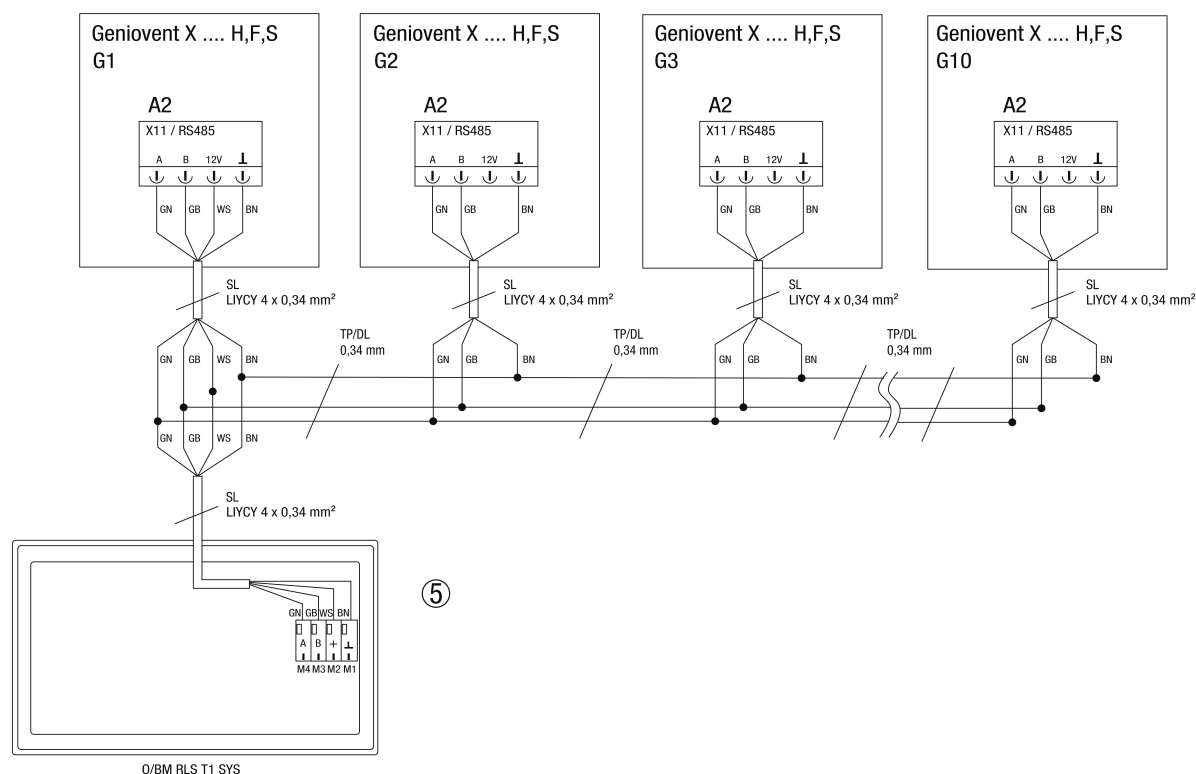 Geniovent X .... H,F,S
G1
A2
X11 / RS485
A B 12V ⊥
GN GB WS BN
SL
LIYCY 4 x 0,34 mm²
GN GB WS BN
GN GB WS BN
Geniovent X .... H,F,S
G2
A2
X11 / RS485
A B 12V ⊥
GN GB BN
SL
LIYCY 4 x 0,34 mm²
GN GB BN
Geniovent X .... H,F,S
G3
A2
X11 / RS485
A B 12V ⊥
GN GB BN
SL
LIYCY 4 x 0,34 mm²
GN GB BN
Geniovent X .... H,F,S
G10
A2
X11 / RS485
A B 12V ⊥
GN GB BN
SL
LIYCY 4 x 0,34 mm²
GN GB BN
TP/DL
0,34 mm
TP/DL
0,34 mm
TP/DL
0,34 mm
SL
LIYCY 4 x 0,34 mm²
⑤
GN GB WS BN
A B + ⊥
M4 M3 M2 M1
O/BM RLS T1 SYS